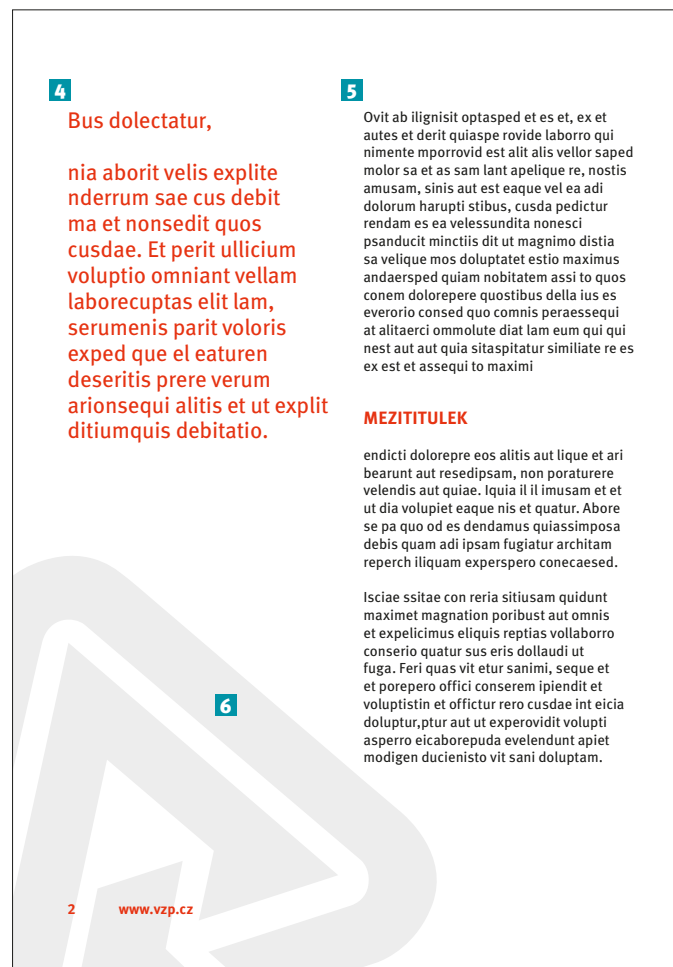 4
Bus dolectatur,
nia aborit velis explite
nderrum sae cus debit
ma et nonsedit quos
cusdae. Et perit ullicium
voluptio omniant vellam
laborecuptas elit lam,
serumenis parit voloris
exped que el eaturen
deseritis prere verum
arionsequi alitis et ut explit
ditiumquis debitatio.
5
Ovit ab ilignisit optasped et es et, ex et
autes et derit quiaspe rovide laborro qui
nimente mporrovid est alit alis vellor saped
molor sa et as sam lant apelique re, nostis
amusam, sinis aut est eaque vel ea adi
dolorum harupti stibus, cusda pedictur
rendam es ea velessundita nonesci
psanducit minctiis dit ut magnimo distia
sa velique mos doluptatet estio maximus
andaersped quiam nobitatem assi to quos
conem dolorepere quostibus della ius es
everorio consed quo comnis peraessequi
at alitaerci ommolute diat lam eum qui qui
nest aut aut quia sitaspitatur similiate re es
ex est et assequi to maximi
MEZITITULEK
endicti dolorepre eos alitis aut lique et ari
bearunt aut resedipsam, non poraturere
velendis aut quiae. Iquia il il imusam et et
ut dia volupiet eaque nis et quatur. Abore
se pa quo od es dendamus quiassimposa
debis quam adi ipsam fugiatur architam
reperch iliquam experspero conecaesed.
Isciae ssitae con reria sitiusam quidunt
maximet magnation poribust aut omnis
et expelicimus eliquis reptias vollaborro
conserio quatur sus eris dollaudi ut
fuga. Feri quas vit etur sanimi, seque et
et porepero offici conserem ipiendit et
voluptistin et offictur rero cusdae int eicia
doluptur,ptur aut ut experovidit volupti
asperro eicaborepuda evelendunt apiet
modigen ducienisto vit sani doluptam.
6
2 www.vzp.cz